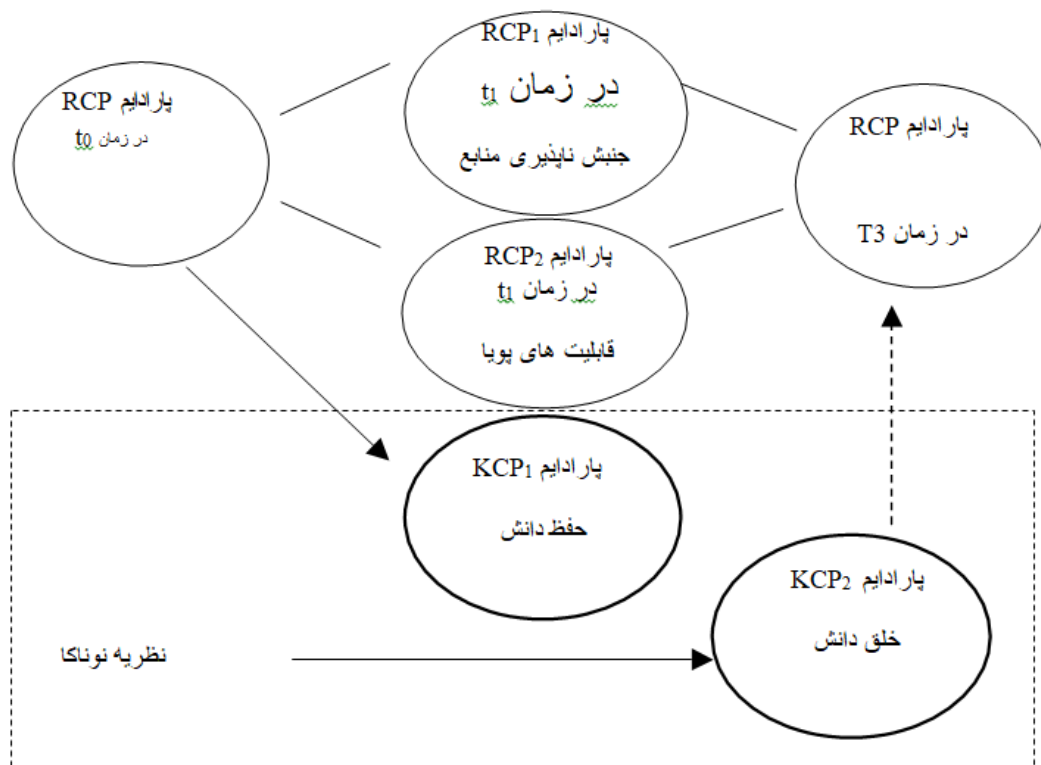 پارادایم RCP
در زمان t0
پارادایم RCP1
در زمان t1
جنبش ناپذیری منابع
پارادایم RCP
در زمان T3
پارادایم RCP2
در زمان t1
قابلیت های پویا
پارادایم KCP1
حفظ دانش
پارادایم KCP2
خلق دانش
نظریه نوناکا